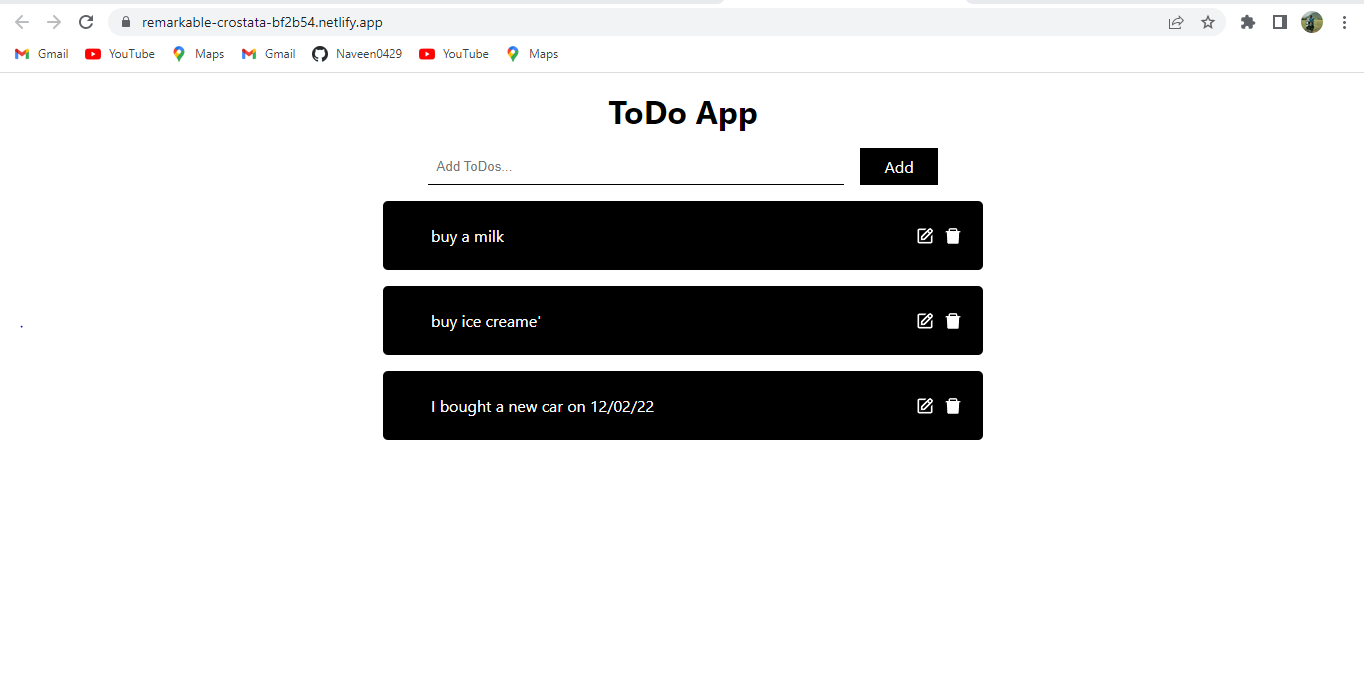 remarkable-crostata-bf2b54.netlify.app
Gmail YouTube Maps Gmail Naveen0429 YouTube Maps
ToDo App
Add ToDos... Add
buy a milk
buy ice creame'
I bought a new car on 12/02/22